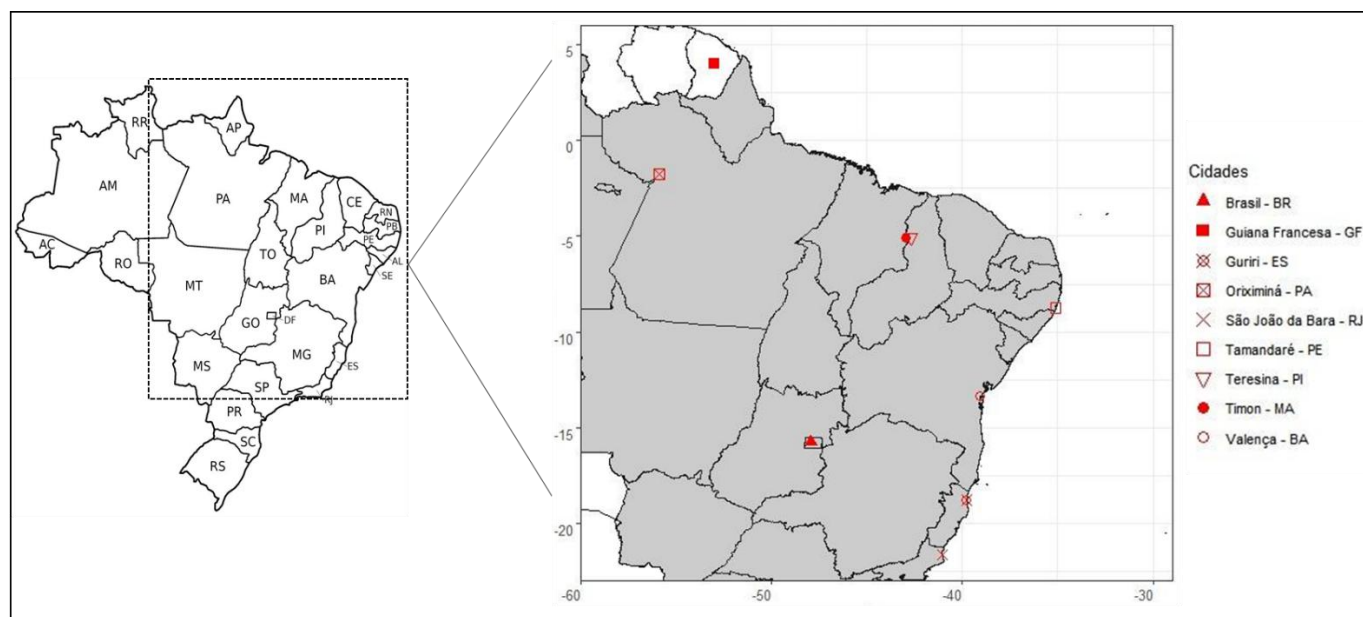 RR
AP
AM
PA
MA
CE
RN
PB
PI
PE
AC
TO
AL
RO
SE
MT
BA
GO
DF
MG
MS
ES
SP
RJ
PR
SC
RS
5
0
-5
-10
-15
-20
-60
-50
-40
-30
Cidades
Brasil - BR
Guiana Francesa - GF
Guriri - ES
Oriximiná - PA
São João da Bara - RJ
Tamandaré - PE
Teresina - PI
Timon - MA
Valença - BA